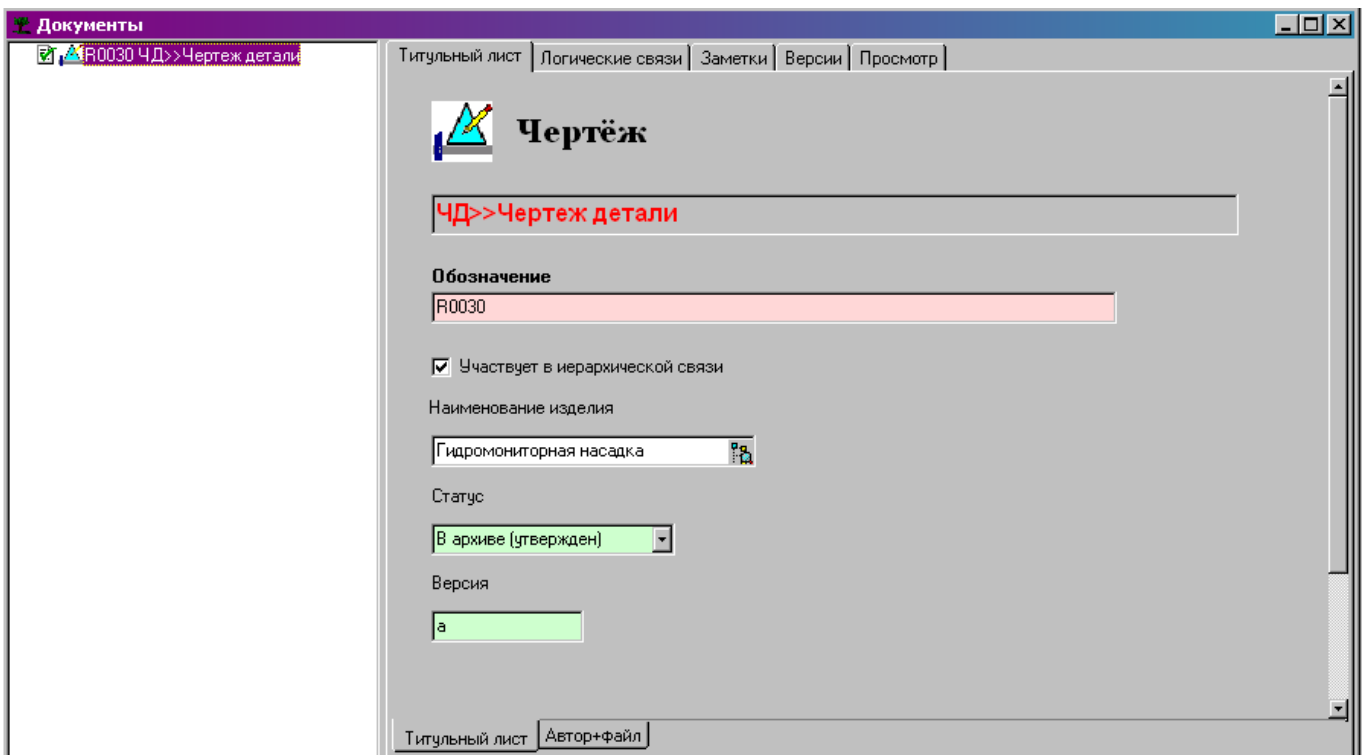 Документы
R0030 ЧД>>Чертеж детали
Титульный лист Логические связи Заметки Версии Просмотр
Чертёж
ЧД>>Чертеж детали
Обозначение
R0030
Участвует в иерархической связи
Наименование изделия
Гидромониторная насадка
Статус
В архиве (утвержден)
Версия
а
Титульный лист Автор+файл